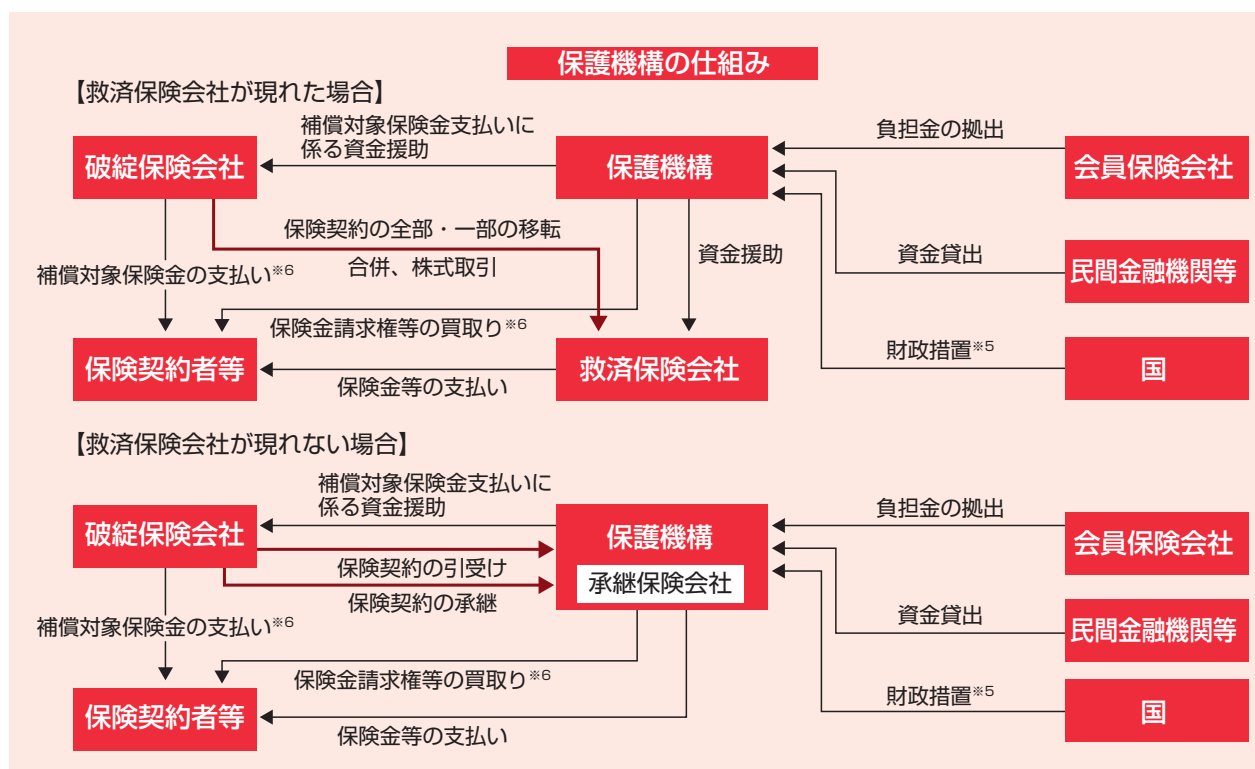 保護機構の仕組み
【救済保険会社が現れた場合】
補償対象保険金支払いに
係る資金援助
負担金の拠出
破綻保険会社
保護機構
会員保険会社
保険契約の全部・一部の移転
合併、株式取引
資金援助
資金貸出
民間金融機関等
補償対象保険金の支払い※6
保険金請求権等の買取り※6
財政措置※5
保険契約者等
救済保険会社
国
保険金等の支払い
【救済保険会社が現れない場合】
補償対象保険金支払いに
係る資金援助
負担金の拠出
破綻保険会社
保護機構
会員保険会社
保険契約の引受け
承継保険会社
保険契約の承継
資金貸出
民間金融機関等
補償対象保険金の支払い※6
保険金請求権等の買取り※6
財政措置※5
保険契約者等
国
保険金等の支払い